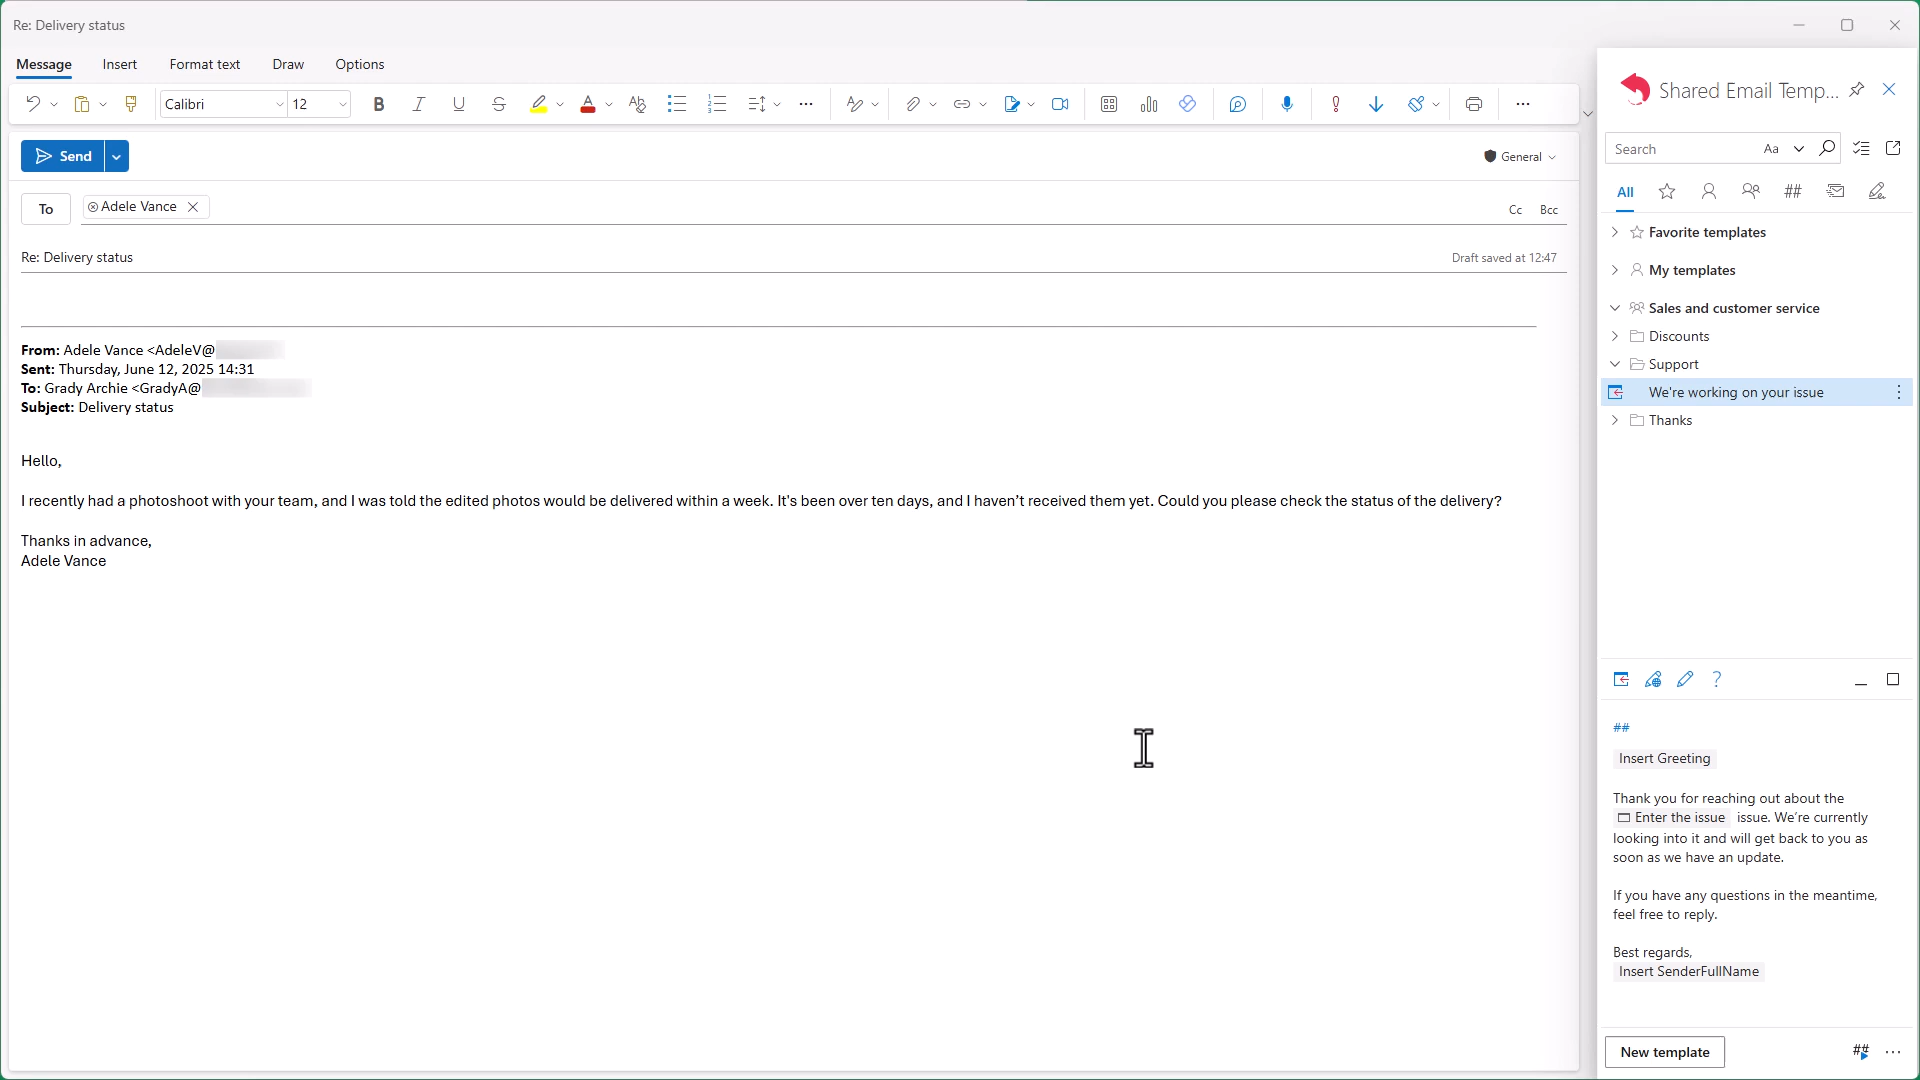 Re: Delivery status
Message Insert Format text Draw Options
Calibri 12
Send
General
To Adele Vance Cc Bcc
Re: Delivery status Draft saved at 12:47
From: Adele Vance <AdeleV@
Sent: Thursday, June 12, 2025 14:31
To: Grady Archie <GradyA@
Subject: Delivery status
Hello,
I recently had a photoshoot with your team, and I was told the edited photos would be delivered within a week. It's been over ten days, and I haven’t received them yet. Could you please check the status of the delivery?
Thanks in advance,
Adele Vance
Shared Email Temp...
Search Aa
All ##
Favorite templates
My templates
Sales and customer service
Discounts
Support
We're working on your issue
Thanks
##
Insert Greeting
Thank you for reaching out about the
Enter the issue issue. We’re currently
looking into it and will get back to you as
soon as we have an update.
If you have any questions in the meantime,
feel free to reply.
Best regards,
Insert SenderFullName
New template ##